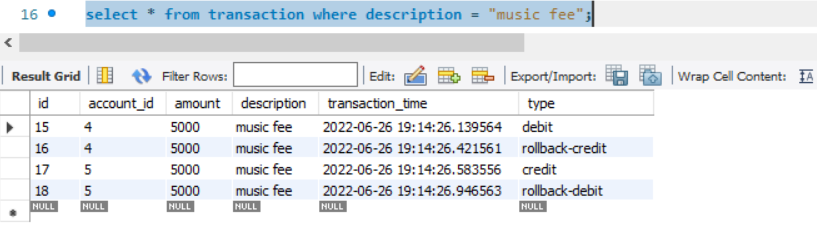 16 select * from transaction where description = "music fee";
Result Grid Filter Rows: Edit: Export/Import: Wrap Cell Content:
id account_id amount description transaction_time type
15 4 5000 music fee 2022-06-26 19:14:26.139564 debit
16 4 5000 music fee 2022-06-26 19:14:26.421561 rollback-credit
17 5 5000 music fee 2022-06-26 19:14:26.583556 credit
18 5 5000 music fee 2022-06-26 19:14:26.946563 rollback-debit
NULL NULL NULL NULL NULL NULL